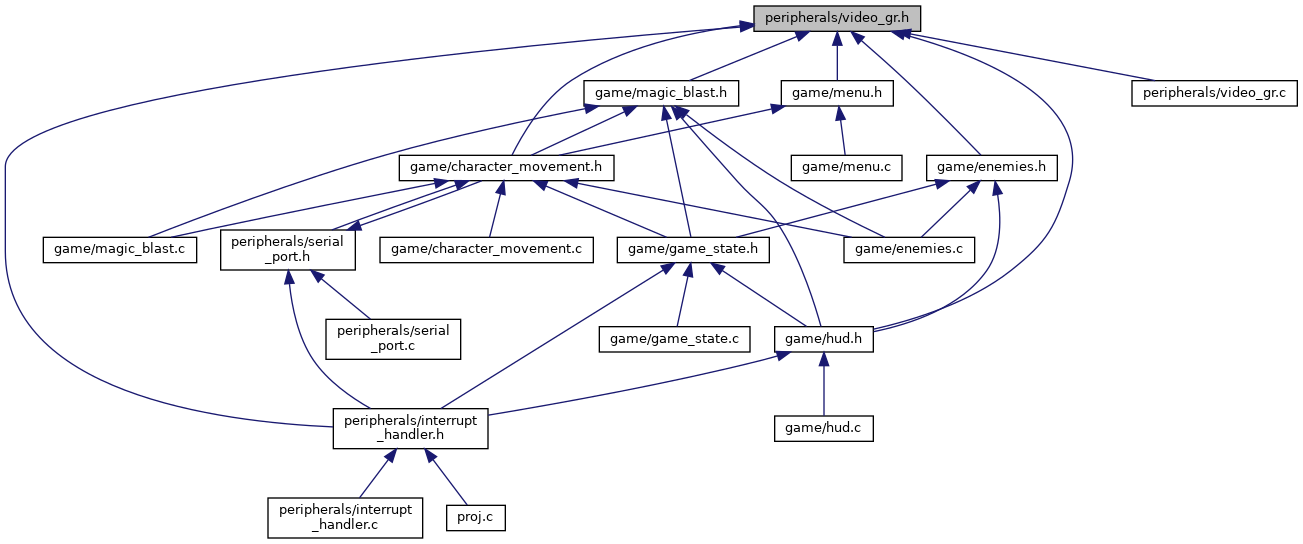 peripherals/video_gr.h
game/magic_blast.h
game/menu.h
peripherals/video_gr.c
game/character_movement.h
game/menu.c
game/enemies.h
game/magic_blast.c
peripherals/serial
_port.h
game/character_movement.c
game/game_state.h
game/enemies.c
peripherals/serial
_port.c
game/game_state.c
game/hud.h
peripherals/interrupt
_handler.h
game/hud.c
peripherals/interrupt
_handler.c
proj.c